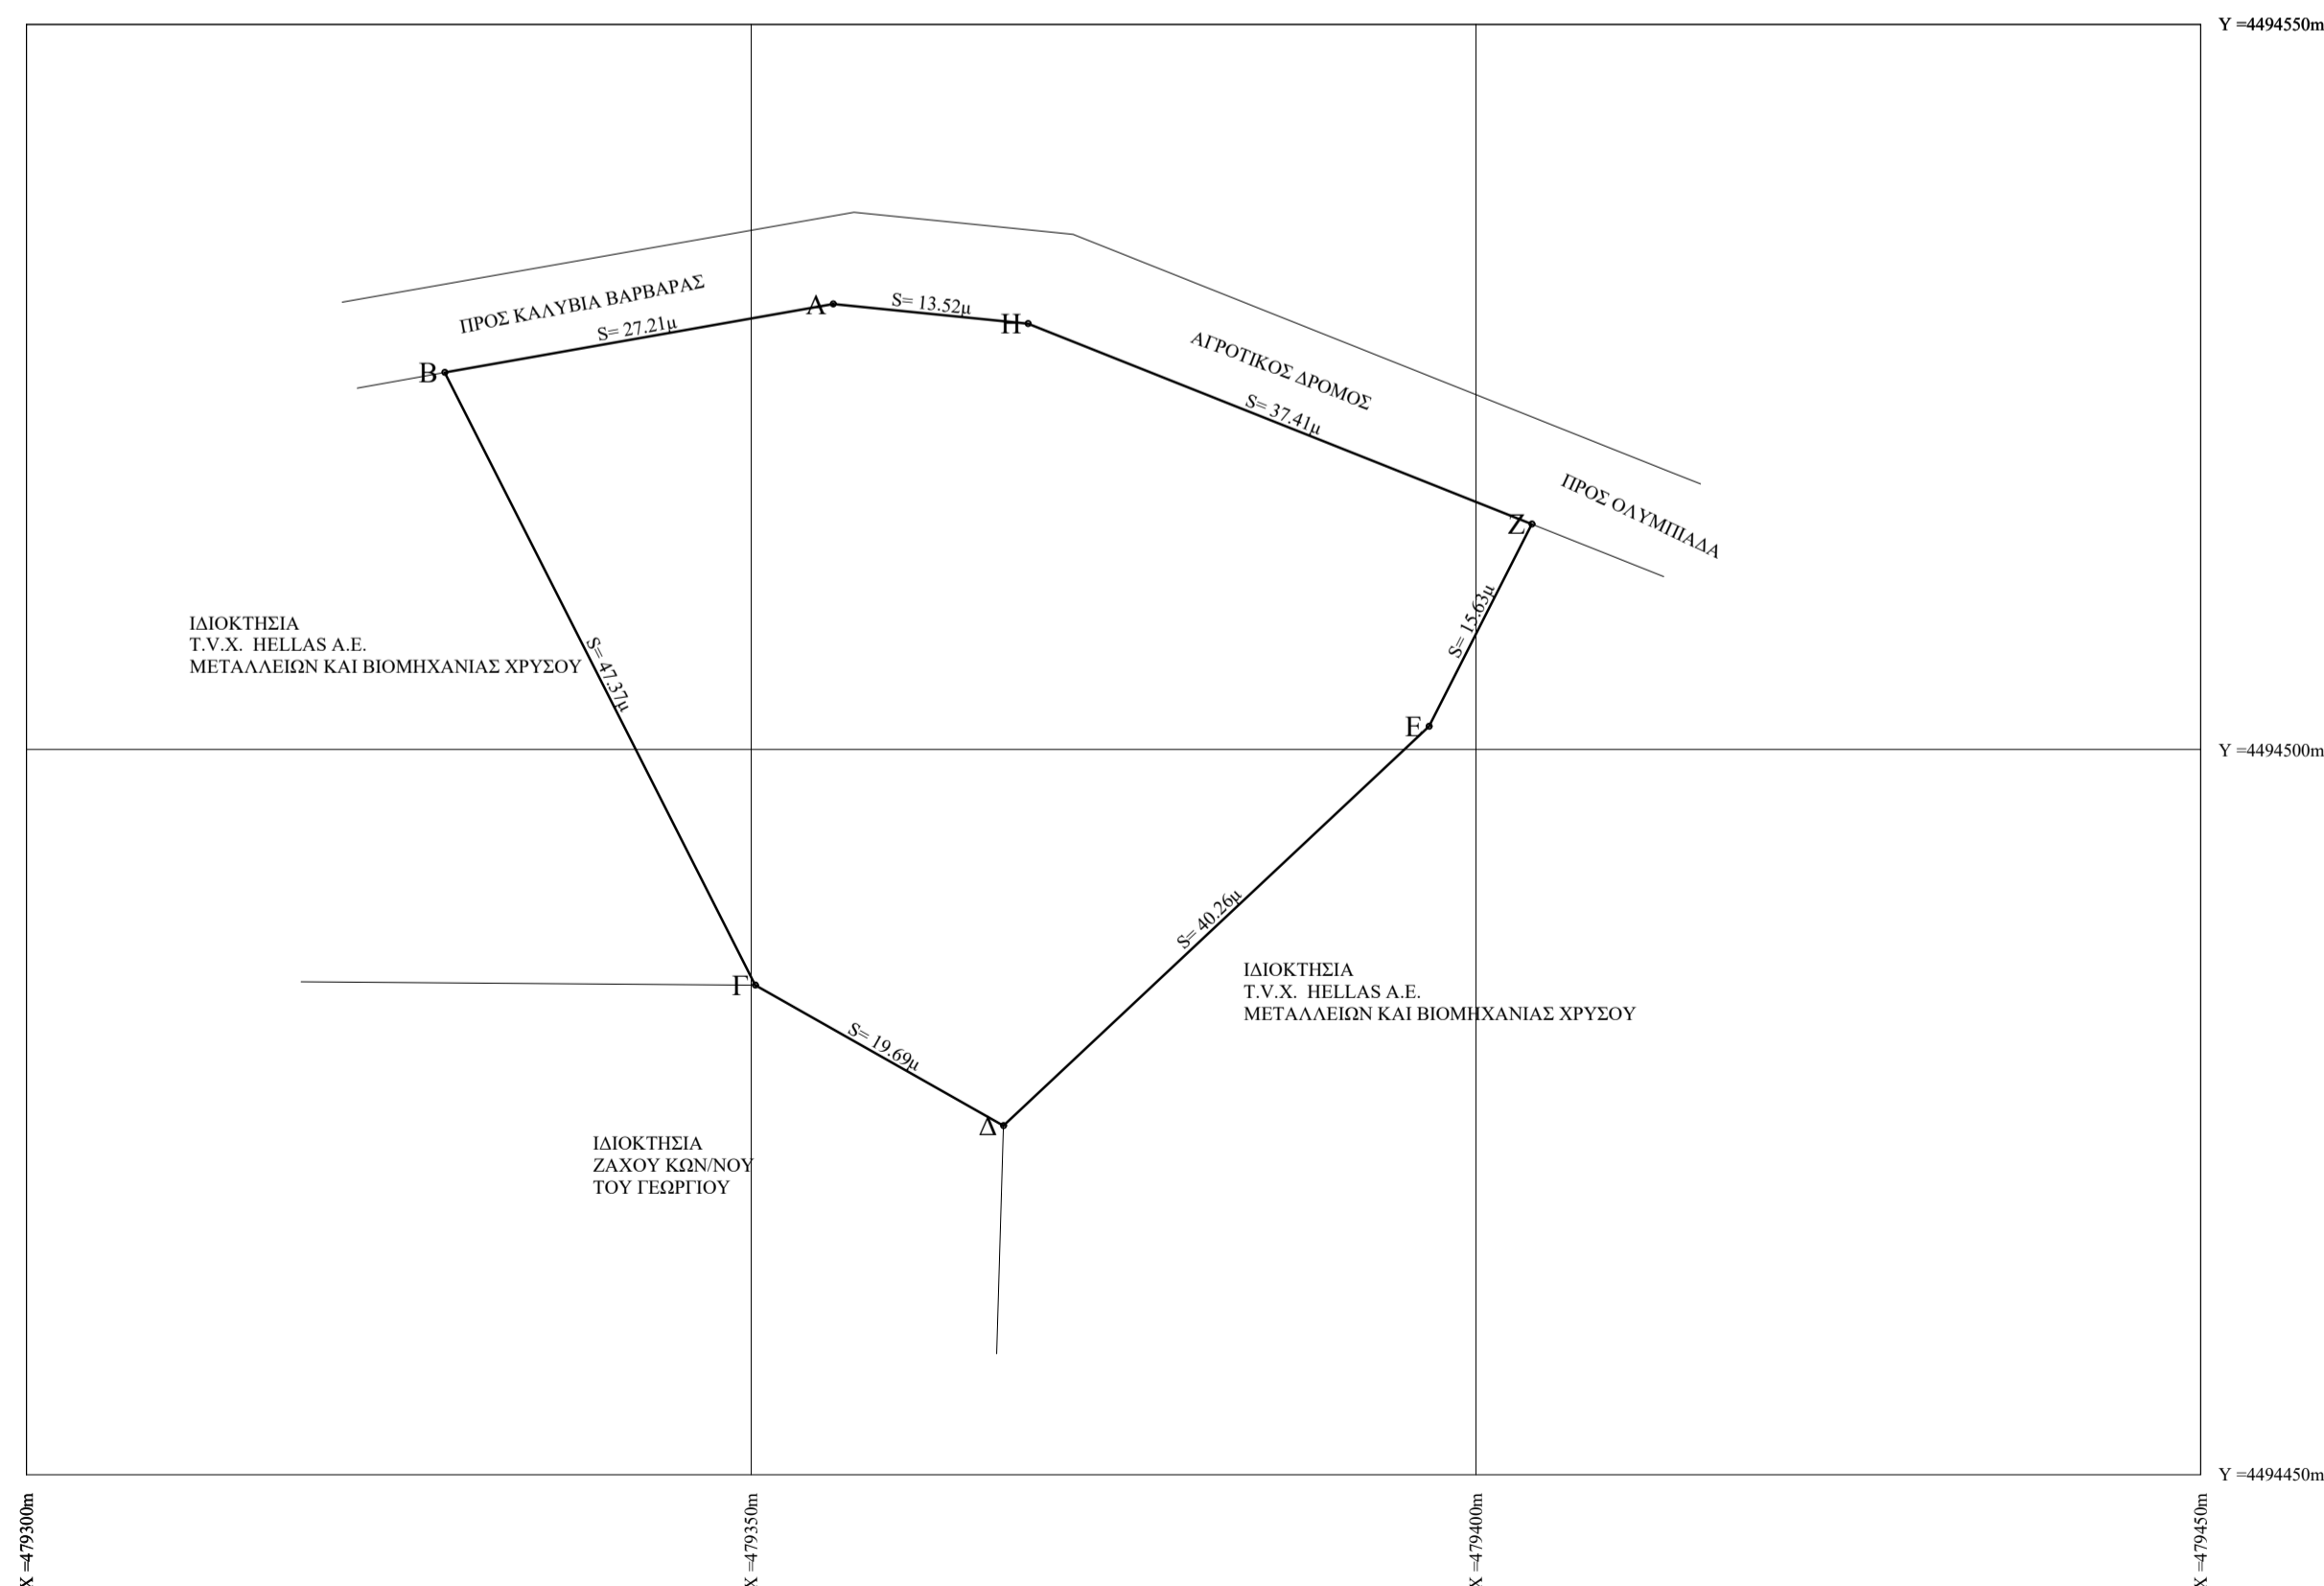 Y =4494550m
ΠΡΟΣ ΚΑΛΥΒΙΑ ΒΑΡΒΑΡΑΣ
S= 27.21μ
Α
S= 13.52μ
Η
Β
ΑΓΡΟΤΙΚΟΣ ΔΡΟΜΟΣ
S= 37.41μ
ΠΡΟΣ ΟΛΥΜΠΙΑΔΑ
Ζ
S= 15.63μ
ΙΔΙΟΚΤΗΣΙΑ
T.V.X. HELLAS A.E.
ΜΕΤΑΛΛΕΙΩΝ ΚΑΙ ΒΙΟΜΗΧΑΝΙΑΣ ΧΡΥΣΟΥ
S= 47.37μ
Ε
Y =4494500m
S= 40.26μ
Γ
ΙΔΙΟΚΤΗΣΙΑ
T.V.X. HELLAS A.E.
ΜΕΤΑΛΛΕΙΩΝ ΚΑΙ ΒΙΟΜΗΧΑΝΙΑΣ ΧΡΥΣΟΥ
S= 19.69μ
Δ
ΙΔΙΟΚΤΗΣΙΑ
ΖΑΧΟΥ ΚΩΝ/ΝΟΥ
ΤΟΥ ΓΕΩΡΓΙΟΥ
Y =4494450m
X =479300m
X =479350m
X =479400m
X =479450m